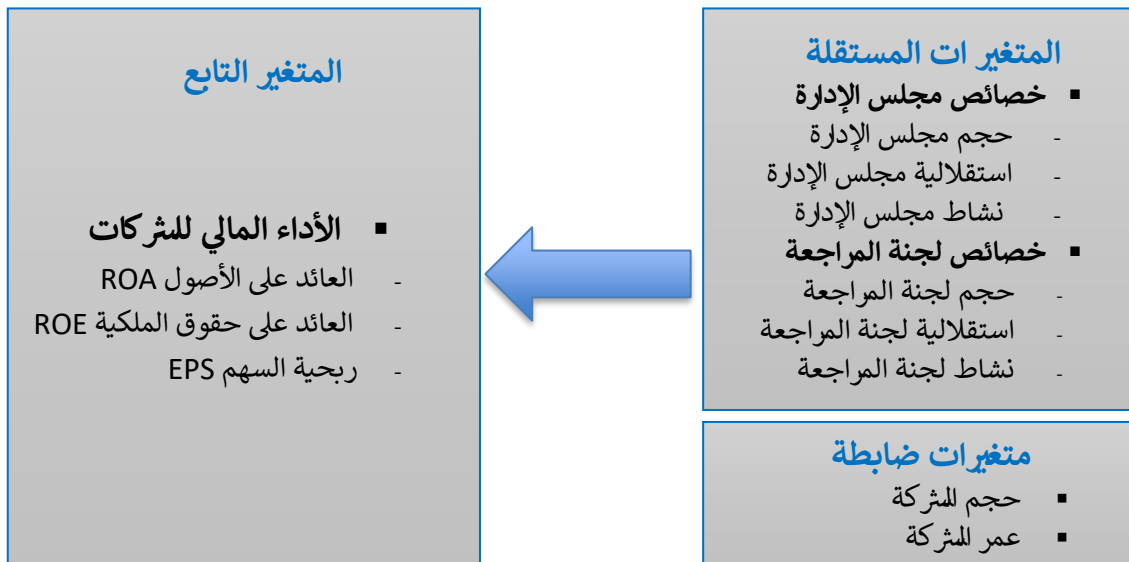 المتغيرات المستقلة
▪ خصائص مجلس الإدارة
- حجم مجلس الإدارة
- استقلالية مجلس الإدارة
- نشاط مجلس الإدارة
▪ خصائص لجنة المراجعة
- حجم لجنة المراجعة
- استقلالية لجنة المراجعة
- نشاط لجنة المراجعة
متغيرات ضابطة
▪ حجم الشركة
▪ عمر الشركة
المتغير التابع
▪ الأداء المالي للشركات
- العائد على الأصول ROA
- العائد على حقوق الملكية ROE
- ربحية السهم EPS